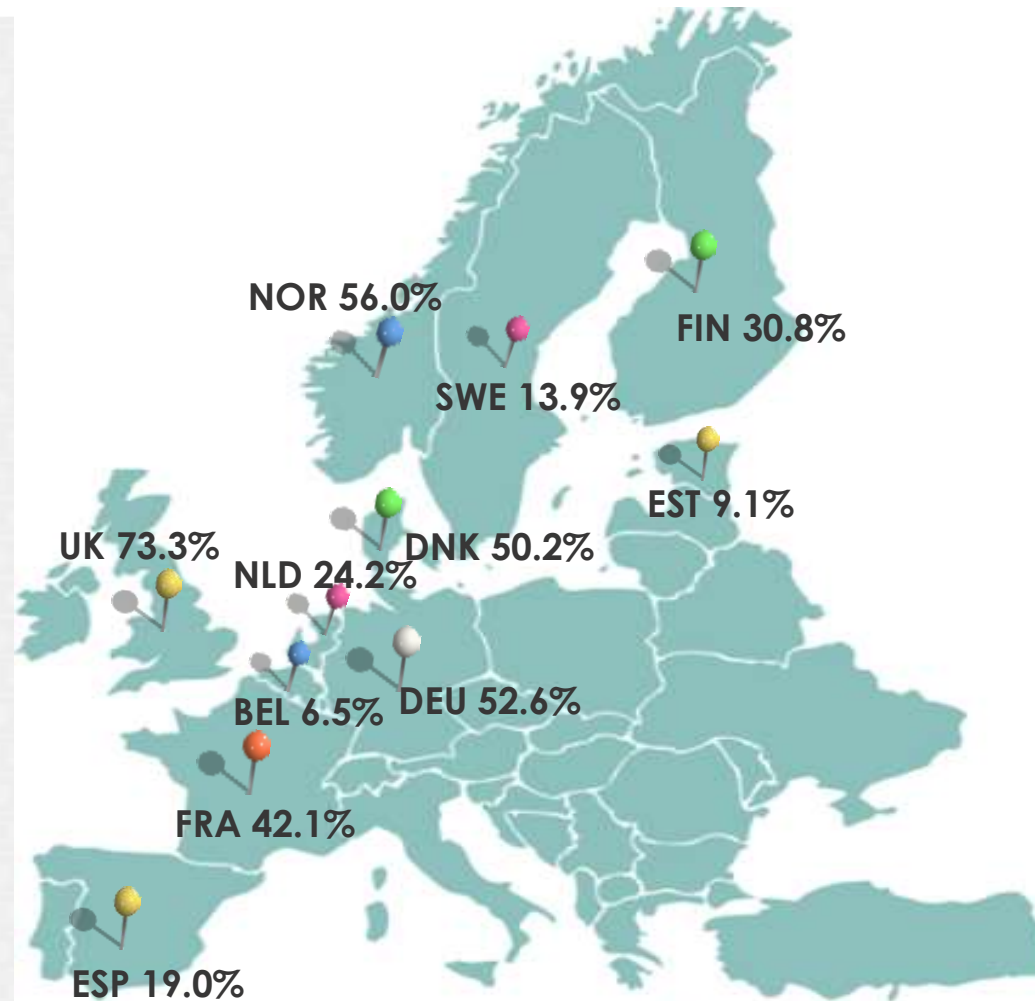 NOR 56.0%
FIN 30.8%
SWE 13.9%
EST 9.1%
UK 73.3%
DNK 50.2%
NLD 24.2%
BEL 6.5%
DEU 52.6%
FRA 42.1%
ESP 19.0%